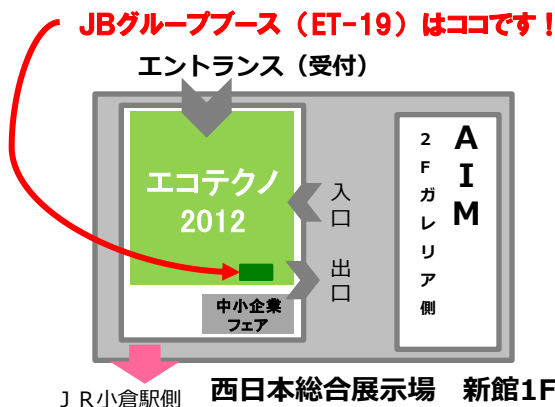 JBグループブース（ET-19）はココです！
エントランス（受付）
エコテクノ
2012
入口
出口
中小企業
フェア
AIM
2Fガレリア側
JR小倉駅側
西日本総合展示場　新館1F